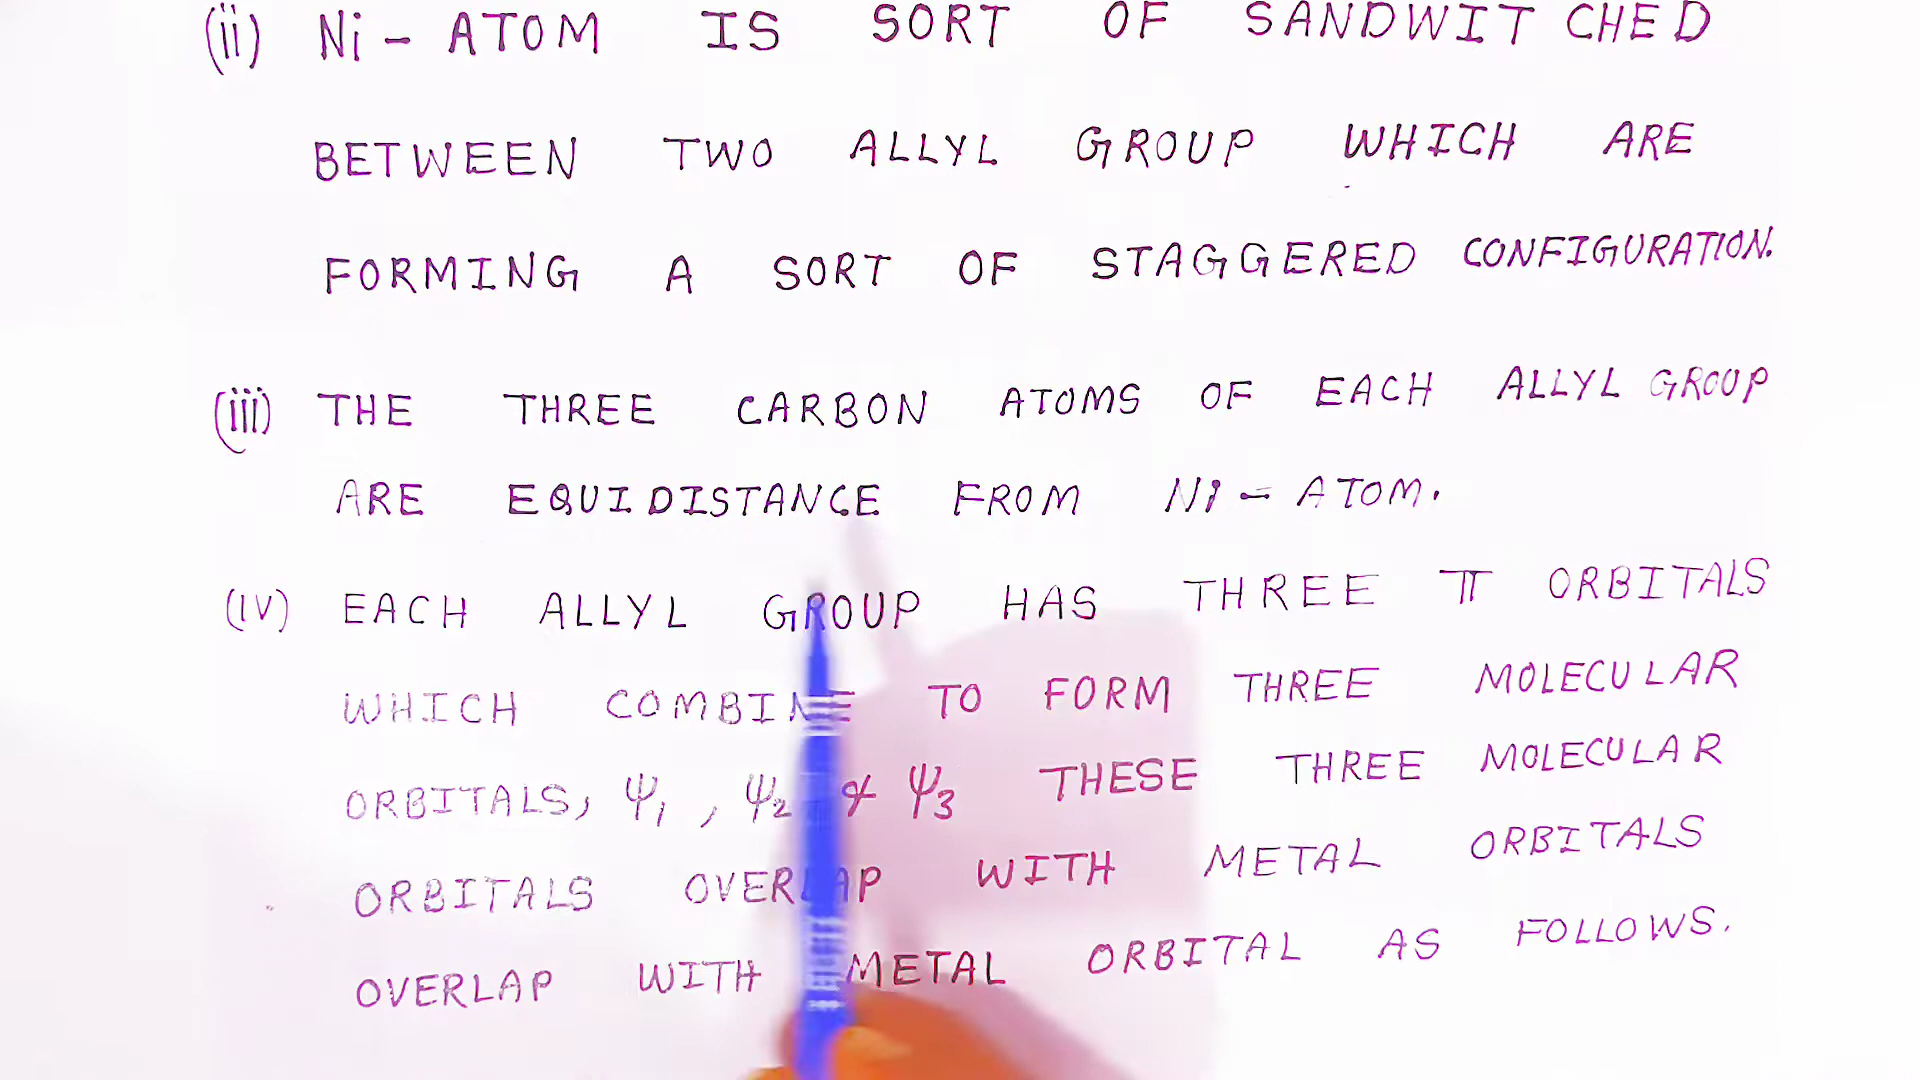 (ii) Ni - ATOM IS SORT OF SANDWITCHED
BETWEEN TWO ALLYL GROUP WHICH ARE
FORMING A SORT OF STAGGERED CONFIGURATION.
(iii) THE THREE CARBON ATOMS OF EACH ALLYL GROUP
ARE EQUIDISTANCE FROM Ni - ATOM.
(iv) EACH ALLYL GROUP HAS THREE π ORBITALS
WHICH COMBINE TO FORM THREE MOLECULAR
ORBITALS, ψ1, ψ2 & ψ3 THESE THREE MOLECULAR
ORBITALS OVERLAP WITH METAL ORBITALS
OVERLAP WITH METAL ORBITAL AS FOLLOWS.